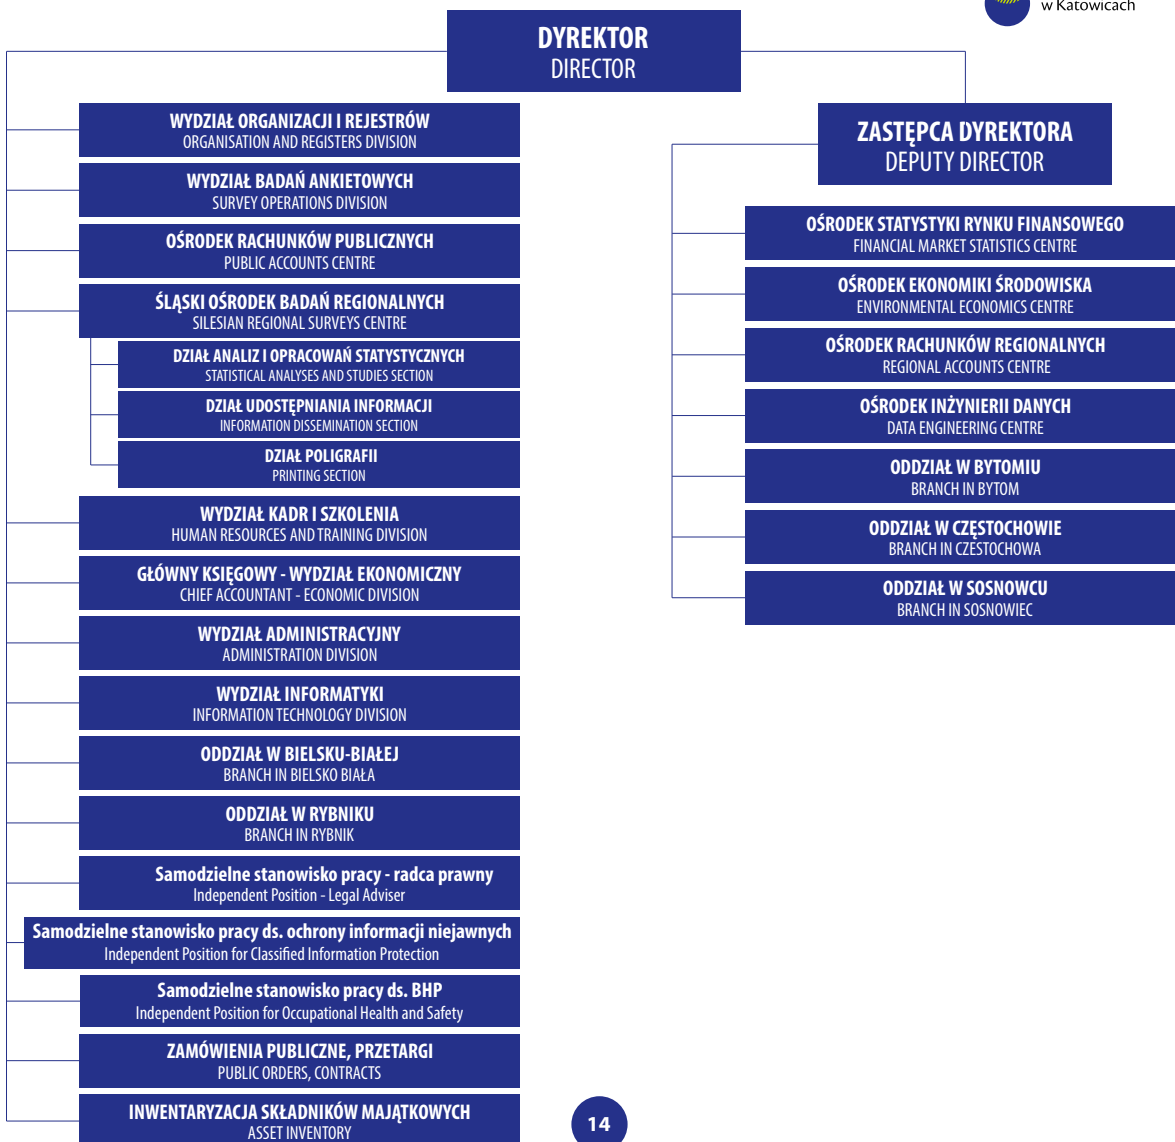 w Katowicach
DYREKTOR
DIRECTOR
WYDZIAŁ ORGANIZACJI I REJESTRÓW
ORGANISATION AND REGISTERS DIVISION
WYDZIAŁ BADAŃ ANKIETOWYCH
SURVEY OPERATIONS DIVISION
OŚRODEK RACHUNKÓW PUBLICZNYCH
PUBLIC ACCOUNTS CENTRE
ŚLĄSKI OŚRODEK BADAŃ REGIONALNYCH
SILESIAN REGIONAL SURVEYS CENTRE
DZIAŁ ANALIZ I OPRACOWAŃ STATYSTYCZNYCH
STATISTICAL ANALYSES AND STUDIES SECTION
DZIAŁ UDOSTĘPNIANIA INFORMACJI
INFORMATION DISSEMINATION SECTION
DZIAŁ POLIGRAFII
PRINTING SECTION
WYDZIAŁ KADR I SZKOLENIA
HUMAN RESOURCES AND TRAINING DIVISION
GŁÓWNY KSIĘGOWY - WYDZIAŁ EKONOMICZNY
CHIEF ACCOUNTANT - ECONOMIC DIVISION
WYDZIAŁ ADMINISTRACYJNY
ADMINISTRATION DIVISION
WYDZIAŁ INFORMATYKI
INFORMATION TECHNOLOGY DIVISION
ODDZIAŁ W BIELSKU-BIAŁEJ
BRANCH IN BIELSKO BIAŁA
ODDZIAŁ W RYBNIKU
BRANCH IN RYBNIK
Samodzielne stanowisko pracy - radca prawny
Independent Position - Legal Adviser
Samodzielne stanowisko pracy ds. ochrony informacji niejawnych
Independent Position for Classified Information Protection
Samodzielne stanowisko pracy ds. BHP
Independent Position for Occupational Health and Safety
ZAMÓWIENIA PUBLICZNE, PRZETARGI
PUBLIC ORDERS, CONTRACTS
INWENTARYZACJA SKŁADNIKÓW MAJĄTKOWYCH
ASSET INVENTORY
ZASTĘPCA DYREKTORA
DEPUTY DIRECTOR
OŚRODEK STATYSTYKI RYNKU FINANSOWEGO
FINANCIAL MARKET STATISTICS CENTRE
OŚRODEK EKONOMIKI ŚRODOWISKA
ENVIRONMENTAL ECONOMICS CENTRE
OŚRODEK RACHUNKÓW REGIONALNYCH
REGIONAL ACCOUNTS CENTRE
OŚRODEK INŻYNIERII DANYCH
DATA ENGINEERING CENTRE
ODDZIAŁ W BYTOMIU
BRANCH IN BYTOM
ODDZIAŁ W CZĘSTOCHOWIE
BRANCH IN CZESTOCHOWA
ODDZIAŁ W SOSNOWCU
BRANCH IN SOSNOWIEC
14